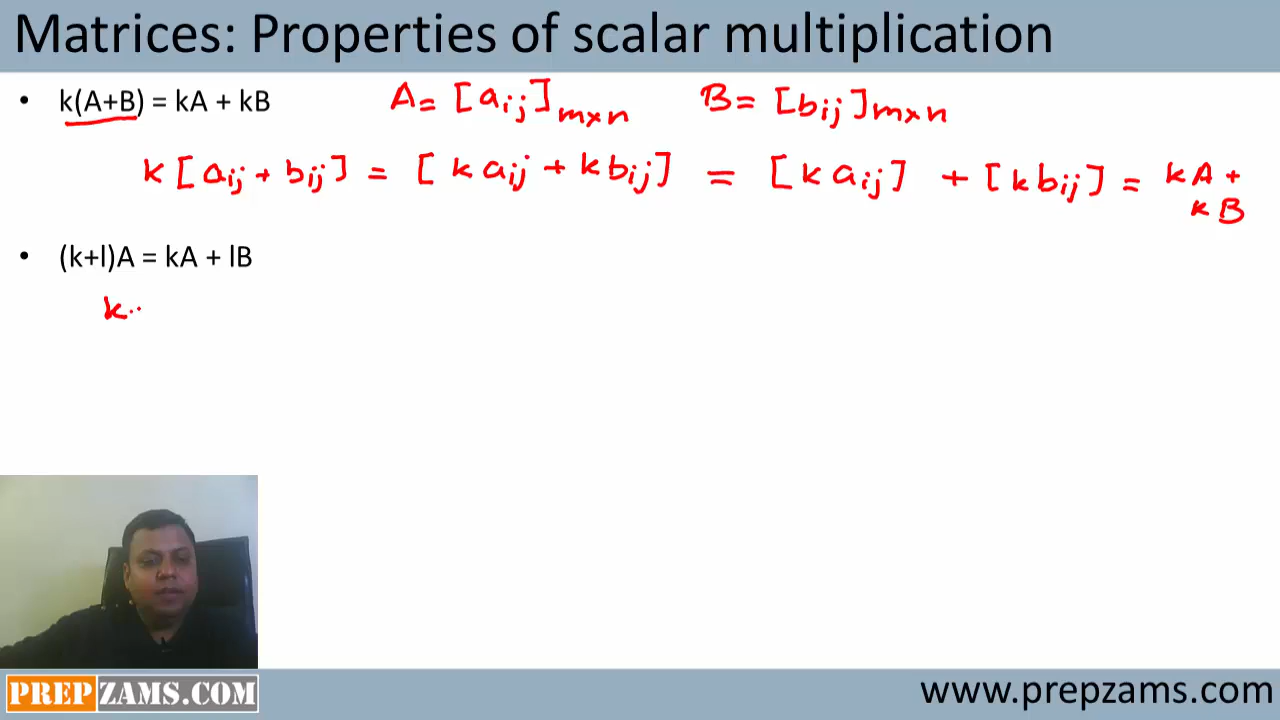 Matrices: Properties of scalar multiplication
• k(A+B) = kA + kB A = [aij]m×n B = [bij]m×n
k[aij + bij] = [kaij + kbij] = [kaij] + [kbij] = kA +
kB
• (k+l)A = kA + lB
k
PREPZAMS.COM www.prepzams.com